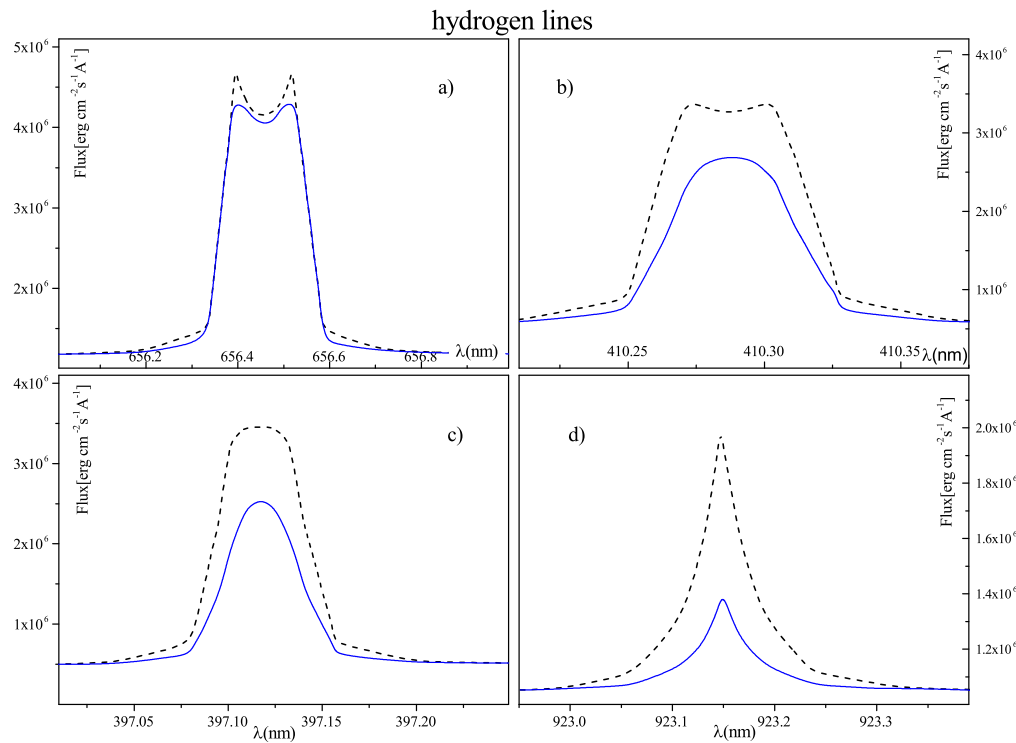 hydrogen lines
a)
Flux[erg cm⁻²s⁻¹A⁻¹]
5x10⁶
4x10⁶
3x10⁶
2x10⁶
656.2 656.4 656.6 656.8
λ(nm)
b)
Flux[erg cm⁻²s⁻¹A⁻¹]
4x10⁶
3x10⁶
2x10⁶
1x10⁶
410.25 410.30 410.35
λ(nm)
c)
Flux[erg cm⁻²s⁻¹A⁻¹]
4x10⁶
3x10⁶
2x10⁶
1x10⁶
397.05 397.10 397.15 397.20
λ(nm)
d)
Flux[erg cm⁻²s⁻¹A⁻¹]
2.0x10⁶
1.8x10⁶
1.6x10⁶
1.4x10⁶
1.2x10⁶
923.0 923.1 923.2 923.3
λ(nm)